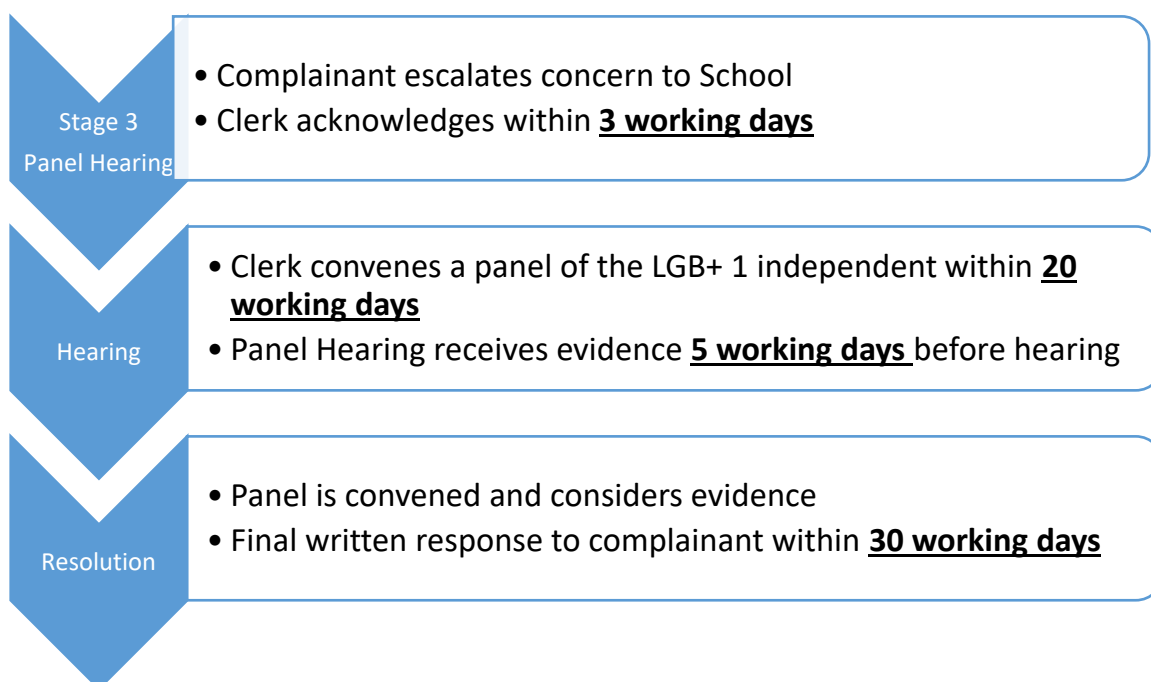 Stage 3
Panel Hearing
• Complainant escalates concern to School
• Clerk acknowledges within 3 working days
Hearing
• Clerk convenes a panel of the LGB+ 1 independent within 20
working days
• Panel Hearing receives evidence 5 working days before hearing
Resolution
• Panel is convened and considers evidence
• Final written response to complainant within 30 working days